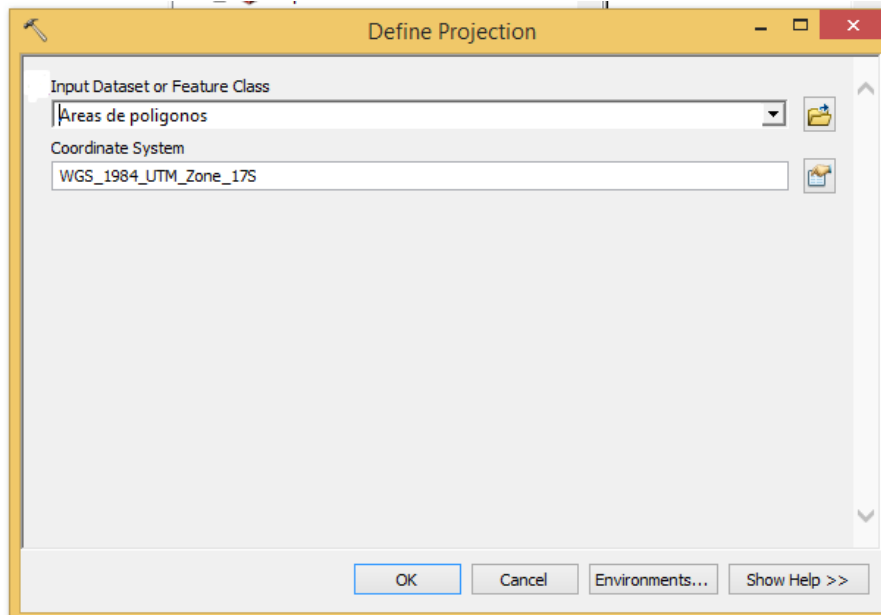 Define Projection
Input Dataset or Feature Class
Areas de poligonos
Coordinate System
WGS_1984_UTM_Zone_17S
OK Cancel Environments... Show Help >>